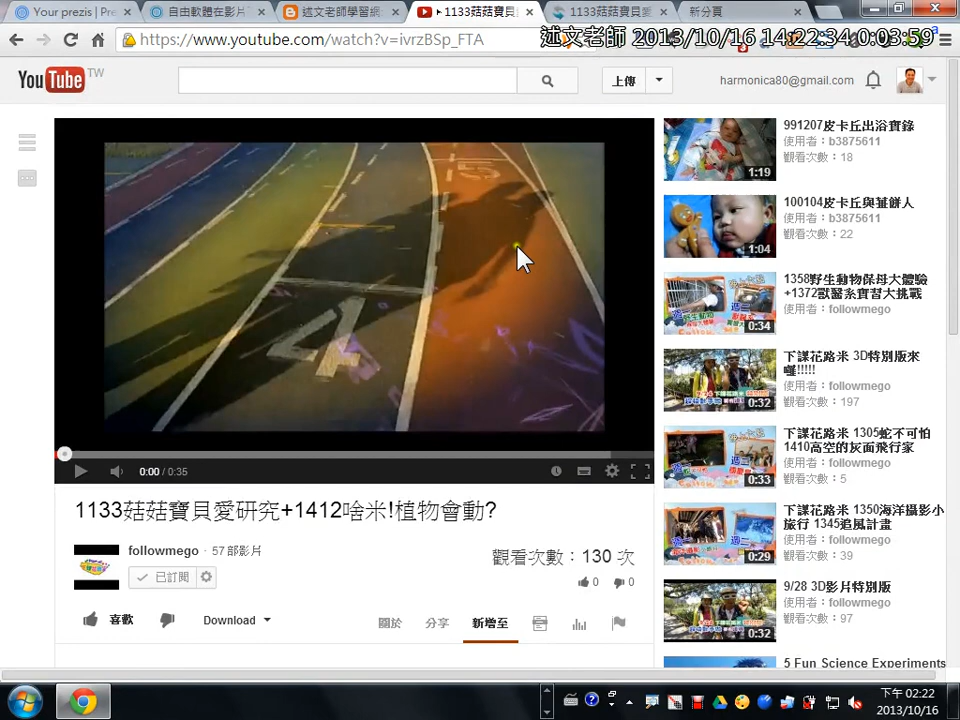 Your prezis | Pre
自由軟體在影片
述文老師學習網
1133菇菇寶貝
1133菇菇寶貝愛
新分頁
https://www.youtube.com/watch?v=ivrzBSp_FTA
述文老師 2013/10/16 14:22:34 0:03:59
YouTube TW
上傳
harmonica80@gmail.com
991207皮卡丘出浴寶錄
使用者：b3875611
觀看次數：18
1:19
100104皮卡丘與薑餅人
使用者：b3875611
觀看次數：22
1:04
1358野生動物保母大體驗
+1372獸醫系實習大挑戰
使用者：followmego
0:34
下課花路米 3D特別版來
囉!!!!!
使用者：followmego
觀看次數：197
0:32
下課花路米 1305蛇不可怕
1410高空的灰面飛行家
使用者：followmego
觀看次數：5
0:33
下課花路米 1350海洋攝影小
旅行 1345追風計畫
使用者：followmego
觀看次數：39
0:29
9/28 3D影片特別版
使用者：followmego
觀看次數：97
0:32
5 Fun Science Experiments
0:00 / 0:35
1133菇菇寶貝愛研究+1412啥米!植物會動?
followmego · 57 部影片
已訂閱
觀看次數：130 次
0 0
喜歡
Download
關於
分享
新增至
下午 02:22
2013/10/16